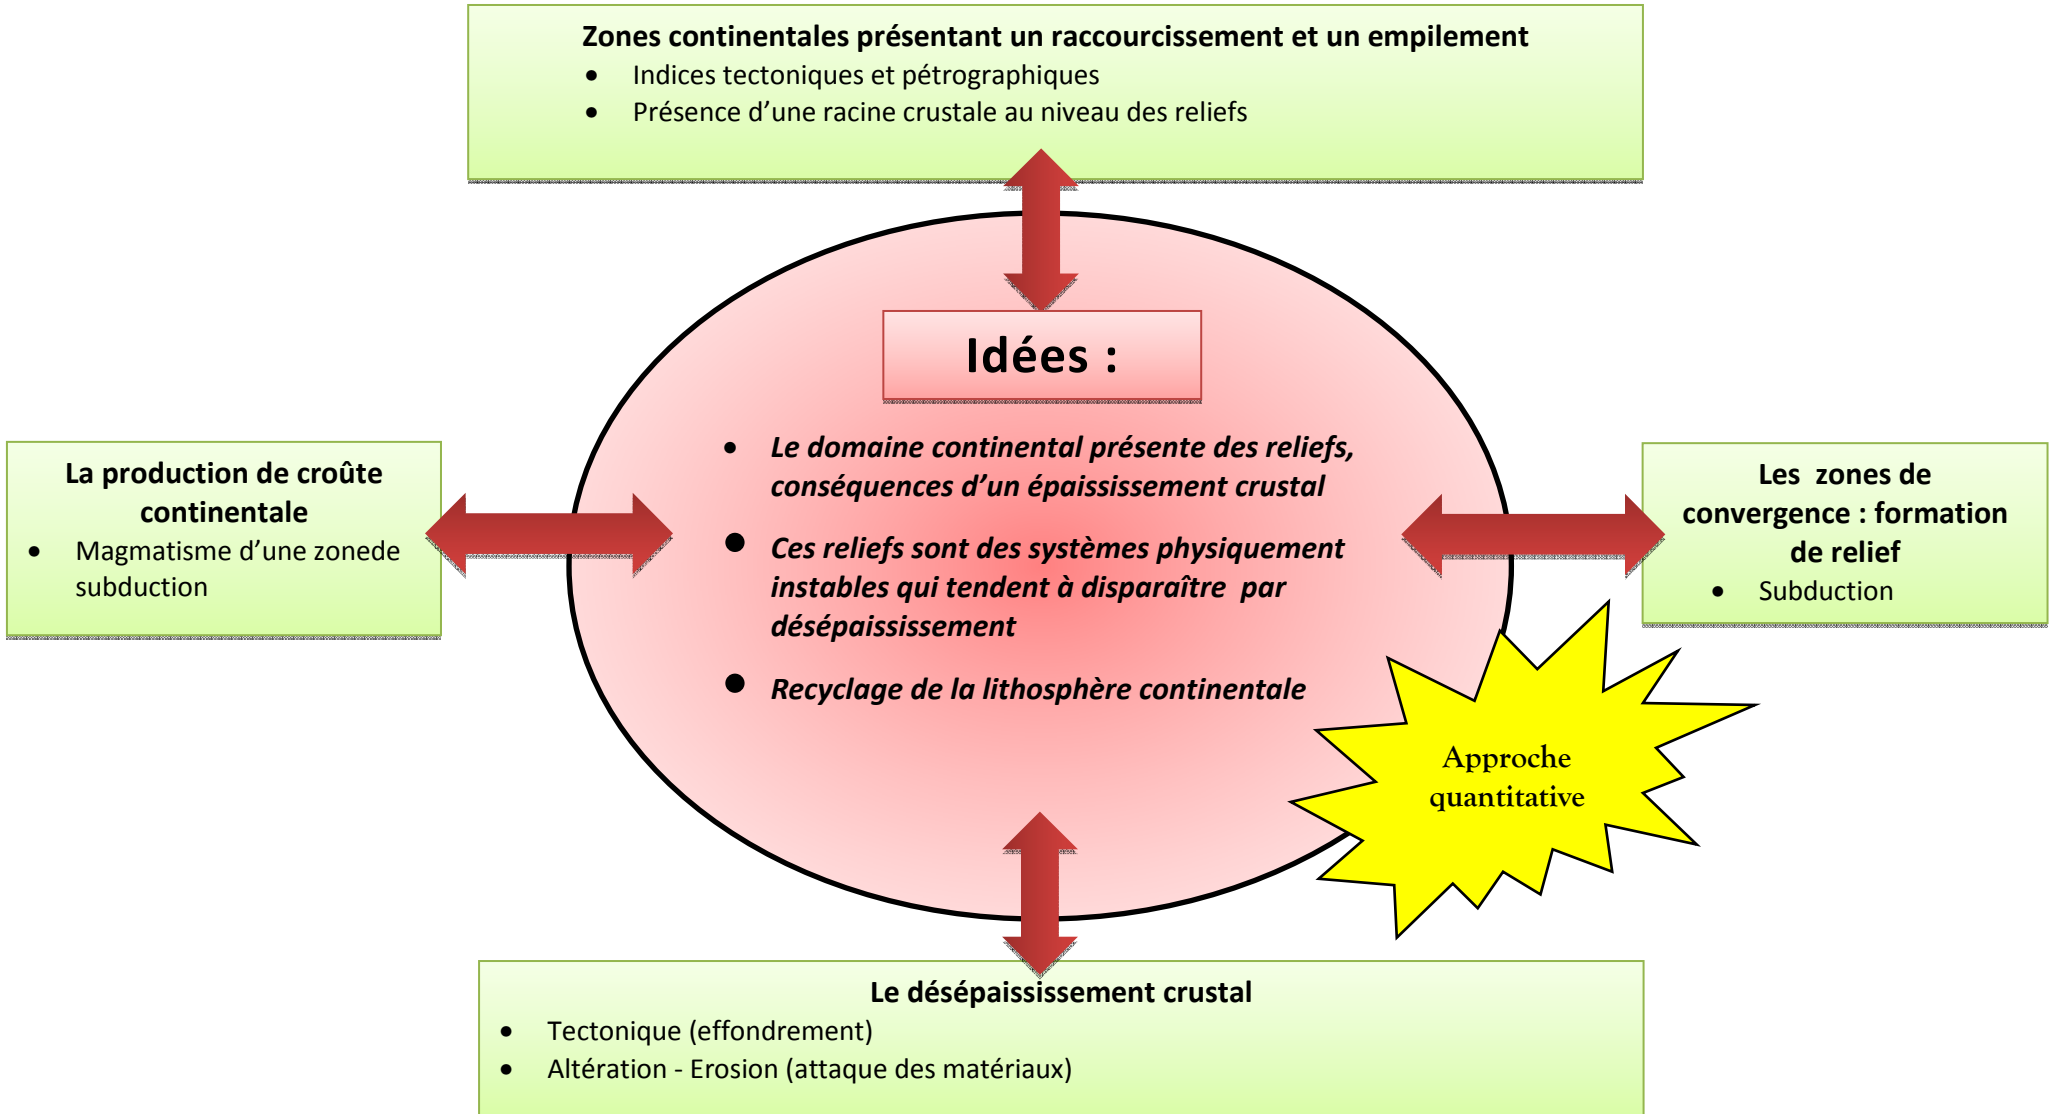 Zones continentales présentant un raccourcissement et un empilement
• Indices tectoniques et pétrographiques
• Présence d'une racine crustale au niveau des reliefs
Idées :
• Le domaine continental présente des reliefs,
conséquences d'un épaississement crustal
• Ces reliefs sont des systèmes physiquement
instables qui tendent à disparaître par
désépaississement
• Recyclage de la lithosphère continentale
La production de croûte
continentale
• Magmatisme d'une zonede
subduction
Les zones de
convergence : formation
de relief
• Subduction
Approche
quantitative
Le désépaississement crustal
• Tectonique (effondrement)
• Altération - Erosion (attaque des matériaux)